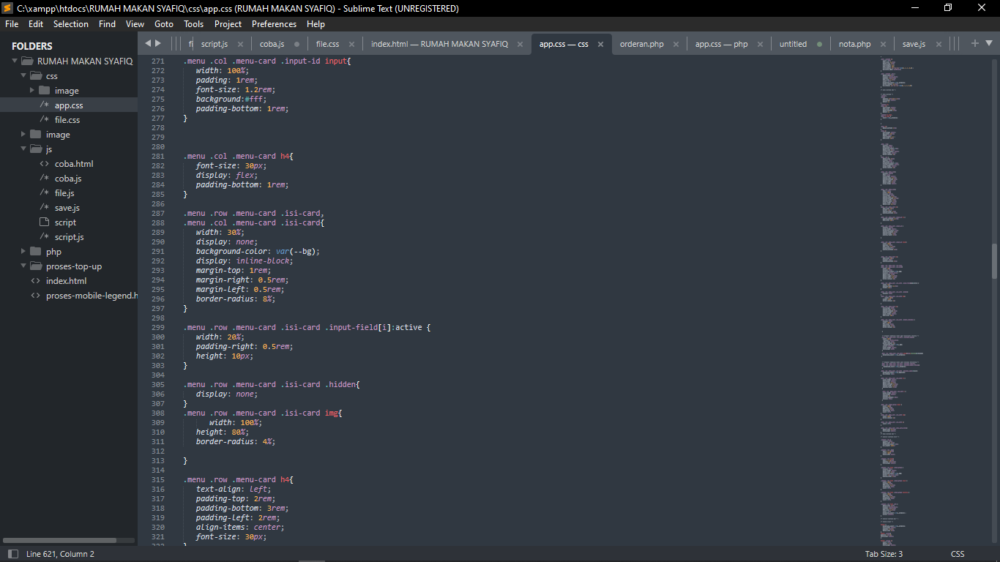 C:\xampp\htdocs\RUMAH MAKAN SYAFIQ\css\app.css (RUMAH MAKAN SYAFIQ) - Sublime Text (UNREGISTERED)
File Edit Selection Find View Goto Tools Project Preferences Help
FOLDERS
RUMAH MAKAN SYAFIQ
css
image
/* app.css
/* file.css
image
js
<> coba.html
/* coba.js
/* file.js
/* save.js
script
/* script.js
php
proses-top-up
<> index.html
<> proses-mobile-legend.h
fi script.js coba.js file.css index.html — RUMAH MAKAN SYAFIQ app.css — css orderan.php app.css — php untitled nota.php save.js
271 .menu .col .menu-card .input-id input{
272 width: 100%;
273 padding: 1rem;
274 font-size: 1.2rem;
275 background:#fff;
276 padding-bottom: 1rem;
277 }
278
279
280
281 .menu .col .menu-card h4{
282 font-size: 30px;
283 display: flex;
284 padding-bottom: 1rem;
285 }
286
287 .menu .row .menu-card .isi-card,
288 .menu .col .menu-card .isi-card{
289 width: 30%;
290 display: none;
291 background-color: var(--bg);
292 display: inline-block;
293 margin-top: 1rem;
294 margin-right: 0.5rem;
295 margin-left: 0.5rem;
296 border-radius: 8%;
297 }
298
299 .menu .row .menu-card .isi-card .input-field[i]:active {
300 width: 20%;
301 padding-right: 0.5rem;
302 height: 10px;
303 }
304
305 .menu .row .menu-card .isi-card .hidden{
306 display: none;
307 }
308 .menu .row .menu-card .isi-card img{
309 width: 100%;
310 height: 80%;
311 border-radius: 4%;
312
313 }
314
315 .menu .row .menu-card h4{
316 text-align: left;
317 padding-top: 2rem;
318 padding-bottom: 3rem;
319 padding-left: 2rem;
320 align-items: center;
321 font-size: 30px;
322 }
Line 621, Column 2 Tab Size: 3 CSS